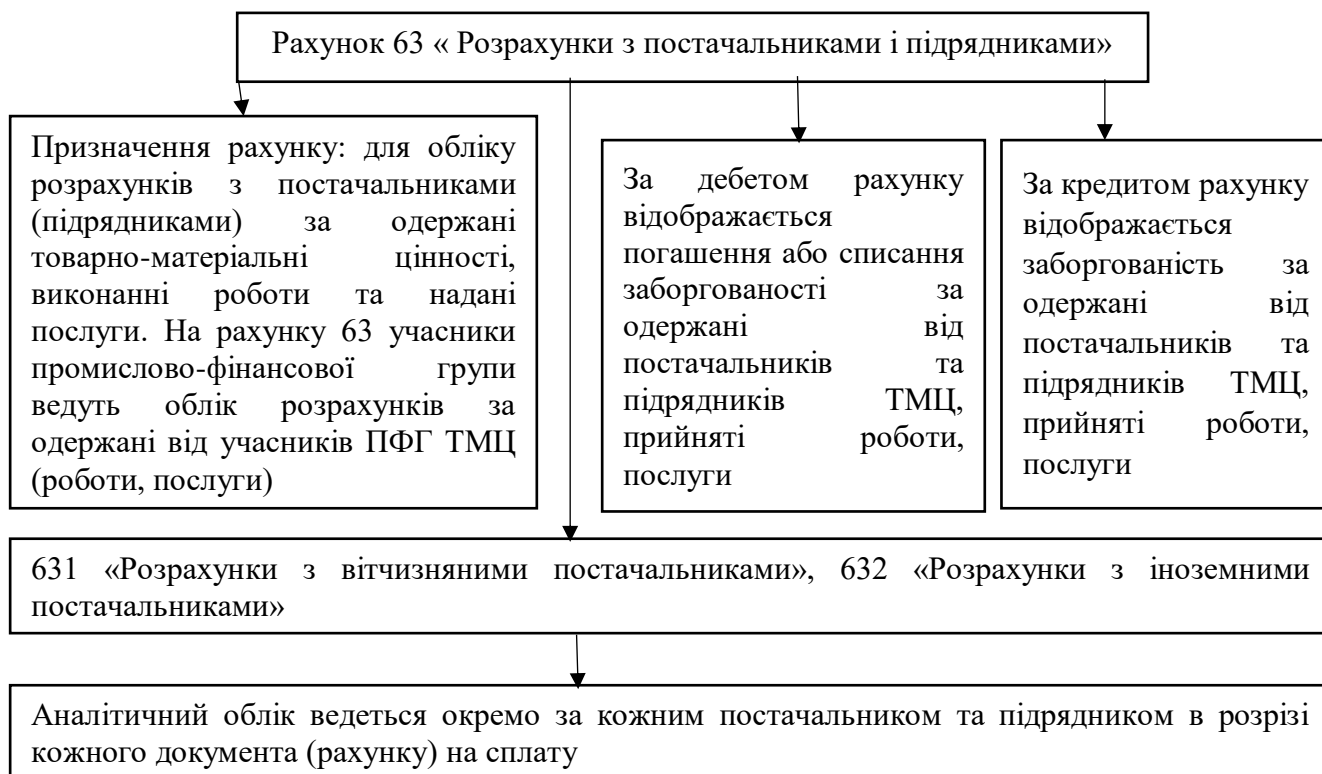 Рахунок 63 « Розрахунки з постачальниками і підрядниками»
Призначення рахунку: для обліку
розрахунків з постачальниками
(підрядниками) за одержані
товарно-матеріальні цінності,
виконанні роботи та надані
послуги. На рахунку 63 учасники
промислово-фінансової групи
ведуть облік розрахунків за
одержані від учасників ПФГ ТМЦ
(роботи, послуги)
За дебетом рахунку
відображається
погашення або списання
заборгованості за
одержані від
постачальників та
підрядників ТМЦ,
прийняті роботи,
послуги
За кредитом рахунку
відображається
заборгованість за
одержані від
постачальників та
підрядників ТМЦ,
прийняті роботи,
послуги
631 «Розрахунки з вітчизняними постачальниками», 632 «Розрахунки з іноземними
постачальниками»
Аналітичний облік ведеться окремо за кожним постачальником та підрядником в розрізі
кожного документа (рахунку) на сплату